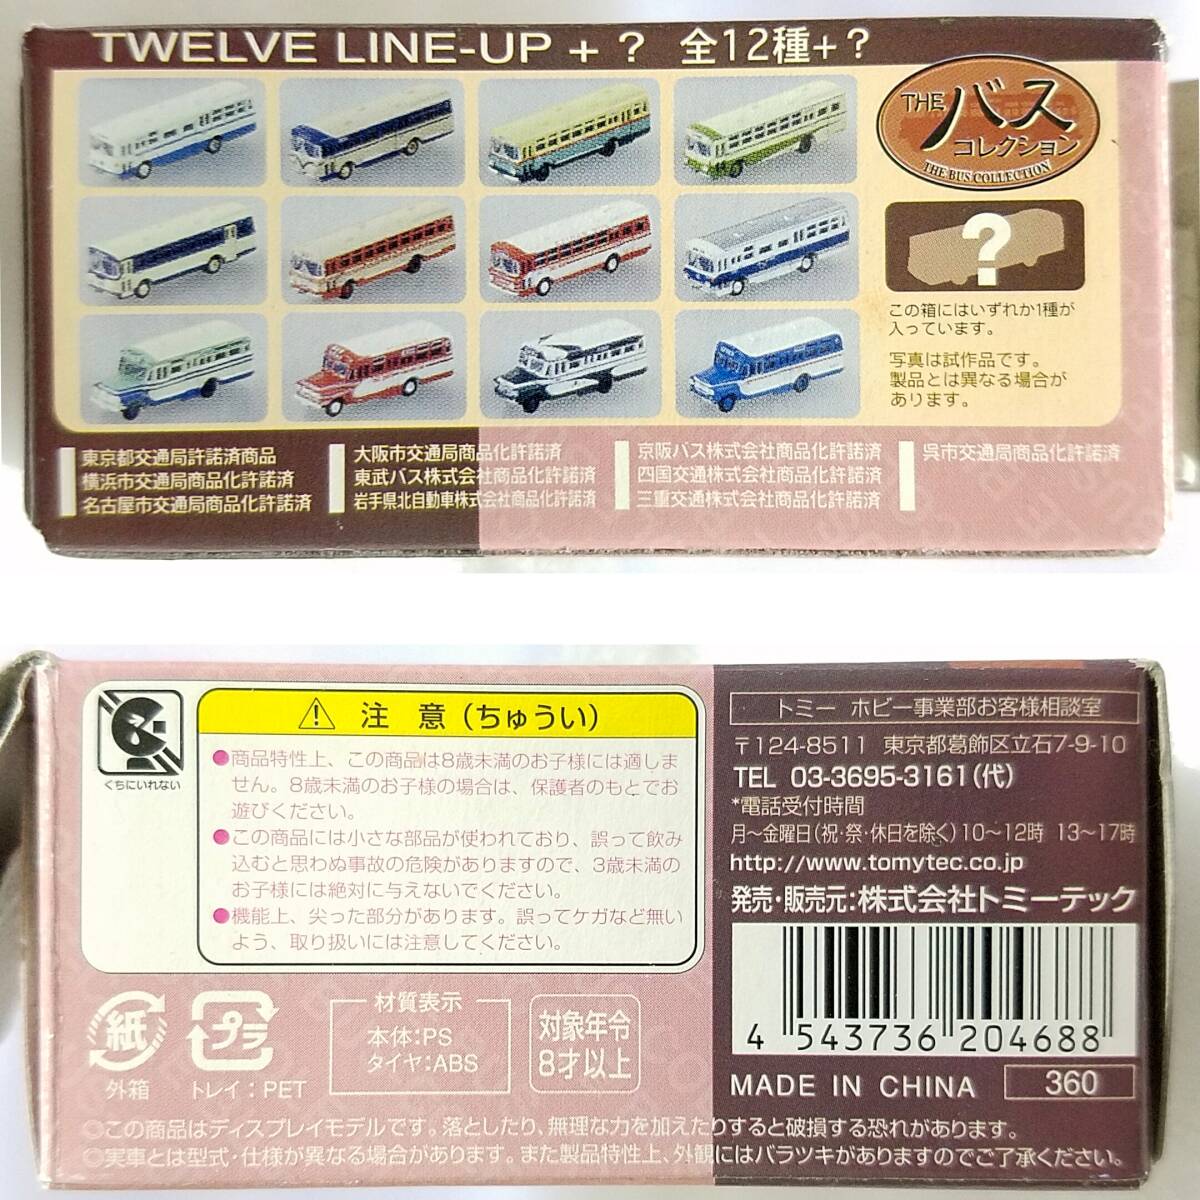 TWELVE LINE-UP + ? 全12種+?
THE バス
コレクション
THE BUS COLLECTION
?
この箱にはいずれか1種が
入っています。
写真は試作品です。
製品とは異なる場合が
あります。
東京都交通局許諾済商品
横浜市交通局商品化許諾済
名古屋市交通局商品化許諾済
大阪市交通局商品化許諾済
東武バス株式会社商品化許諾済
岩手県北自動車株式会社商品化許諾済
京阪バス株式会社商品化許諾済
四国交通株式会社商品化許諾済
三重交通株式会社商品化許諾済
呉市交通局商品化許諾済
くちにいれない
注 意(ちゅうい)
●商品特性上、この商品は8歳未満のお子様には適しま
せん。8歳未満のお子様の場合は、保護者のもとでお
遊びください。
●この商品には小さな部品が使われており、誤って飲み
込むと思わぬ事故の危険がありますので、3歳未満の
お子様には絶対に与えないでください。
●機能上、尖った部分があります。誤ってケガなど無い
よう、取り扱いには注意してください。
紙
外箱
プラ
トレイ:PET
材質表示
本体:PS
タイヤ:ABS
対象年令
8才以上
トミー ホビー事業部お客様相談室
〒124-8511 東京都葛飾区立石7-9-10
TEL 03-3695-3161(代)
*電話受付時間
月~金曜日(祝・祭・休日を除く)10~12時 13~17時
http://www.tomytec.co.jp
発売・販売元:株式会社トミーテック
4 543736 204688
MADE IN CHINA 360
○この商品はディスプレイモデルです。落としたり、無理な力を加えたりすると破損する恐れがあります。
○実車とは型式・仕様が異なる場合があります。また製品特性上、外観にはバラツキがありますのでご了承ください。